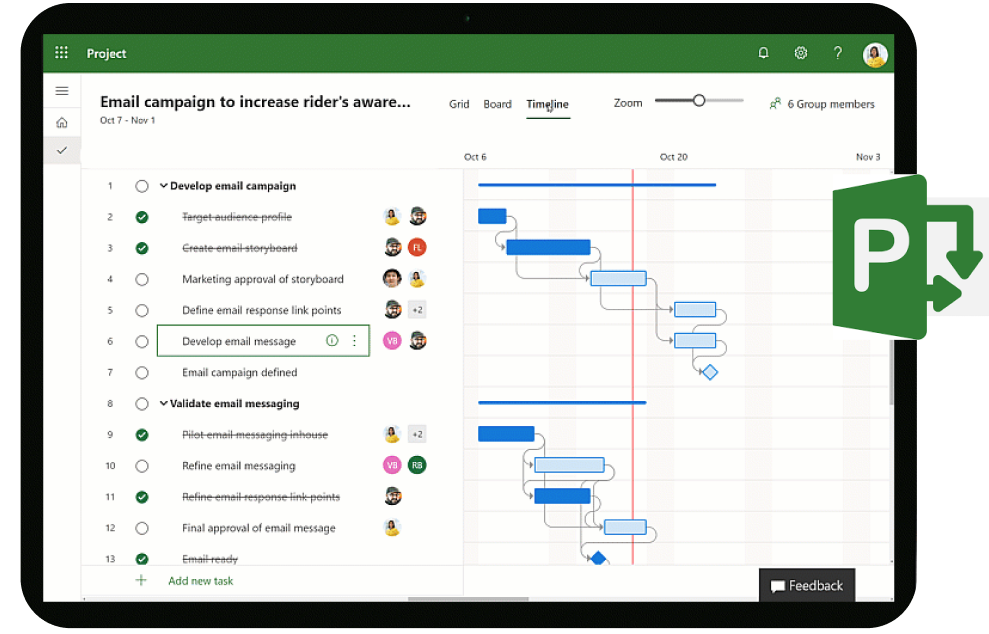 Project
?
Email campaign to increase rider's aware...
Oct 7 - Nov 1
Grid Board Timeline Zoom 6 Group members
Oct 6 Oct 20 Nov 3
1 Develop email campaign
2 Target audience profile
3 Create email storyboard FL
4 Marketing approval of storyboard
5 Define email response link points +2
6 Develop email message VB
7 Email campaign defined
8 Validate email messaging
9 Pilot email messaging inhouse +2
10 Refine email messaging VB RB
11 Refine email response link points
12 Final approval of email message
13 Email ready
+ Add new task
Feedback
P